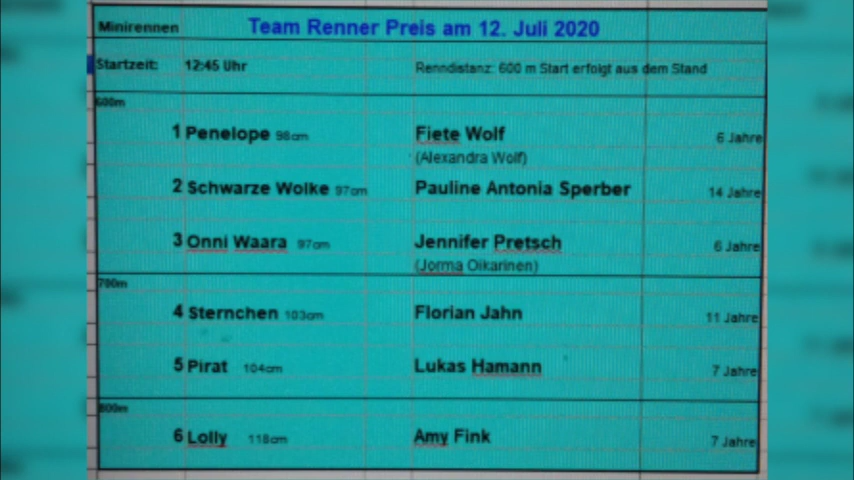 Minirennen Team Renner Preis am 12. Juli 2020
Startzeit: 12:45 Uhr Renndistanz: 600 m Start erfolgt aus dem Stand
600m
1 Penelope 98cm Fiete Wolf 6 Jahre
(Alexandra Wolf)
2 Schwarze Wolke 97cm Pauline Antonia Sperber 14 Jahre
3 Onni Waara 97cm Jennifer Pretsch 6 Jahre
(Jorma Oikarinen)
700m
4 Sternchen 103cm Florian Jahn 11 Jahre
5 Pirat 104cm Lukas Hamann 7 Jahre
800m
6 Lolly 118cm Amy Fink 7 Jahre